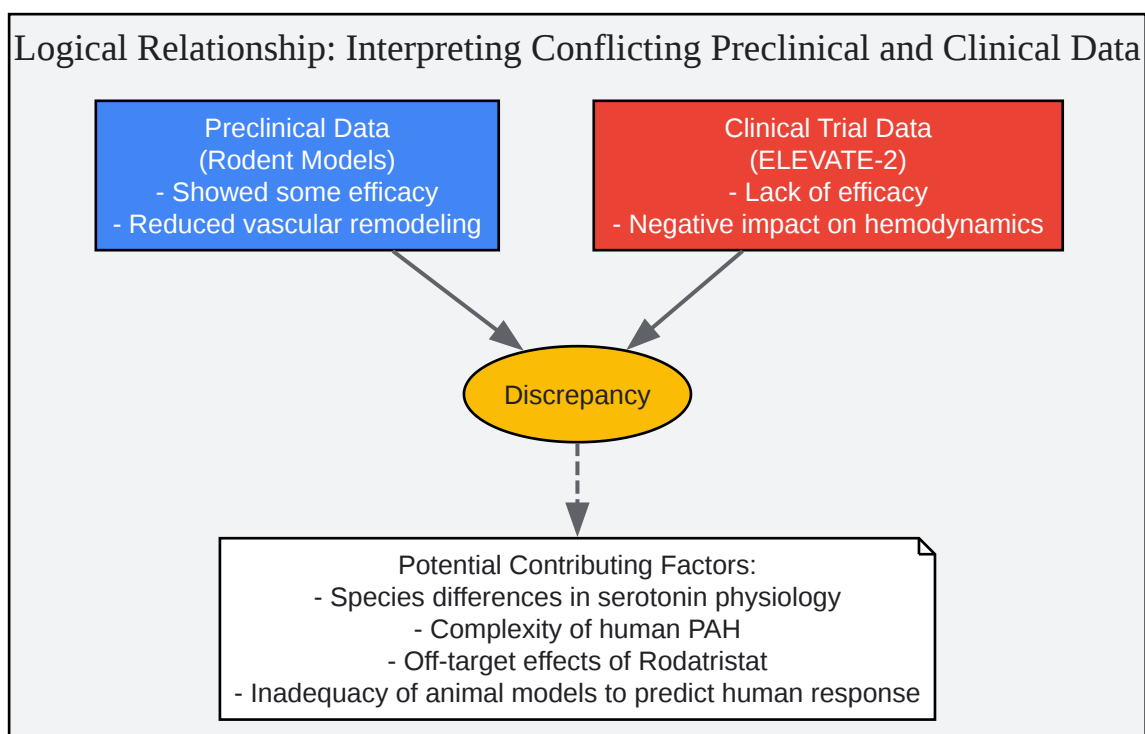 Logical Relationship: Interpreting Conflicting Preclinical and Clinical Data
Preclinical Data
(Rodent Models)
- Showed some efficacy
- Reduced vascular remodeling
Clinical Trial Data
(ELEVATE-2)
- Lack of efficacy
- Negative impact on hemodynamics
Discrepancy
Potential Contributing Factors:
- Species differences in serotonin physiology
- Complexity of human PAH
- Off-target effects of Rodatristat
- Inadequacy of animal models to predict human response